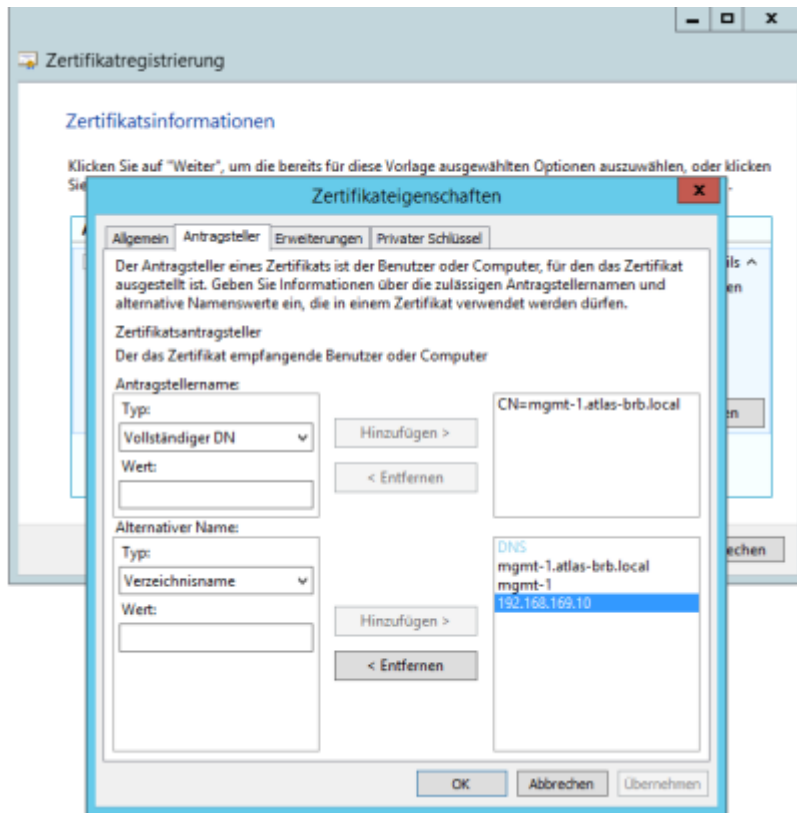 Zertifikatregistrierung
Zertifikatsinformationen
Klicken Sie auf "Weiter", um die bereits für diese Vorlage ausgewählten Optionen auszuwählen, oder klicken
Sie
Zertifikateigenschaften
Allgemein Antragsteller Erweiterungen Privater Schlüssel
Der Antragsteller eines Zertifikats ist der Benutzer oder Computer, für den das Zertifikat
ausgestellt ist. Geben Sie Informationen über die zulässigen Antragstellernamen und
alternative Namenswerte ein, die in einem Zertifikat verwendet werden dürfen.
Zertifikatsantragsteller
Der das Zertifikat empfangende Benutzer oder Computer
Antragstellername:
Typ:
Vollständiger DN
Wert:
Hinzufügen >
< Entfernen
CN=mgmt-1.atlas-brb.local
Alternativer Name:
Typ:
Verzeichnisname
Wert:
Hinzufügen >
< Entfernen
DNS
mgmt-1.atlas-brb.local
mgmt-1
192.168.169.10
ils
en
en
echen
OK Abbrechen Übernehmen